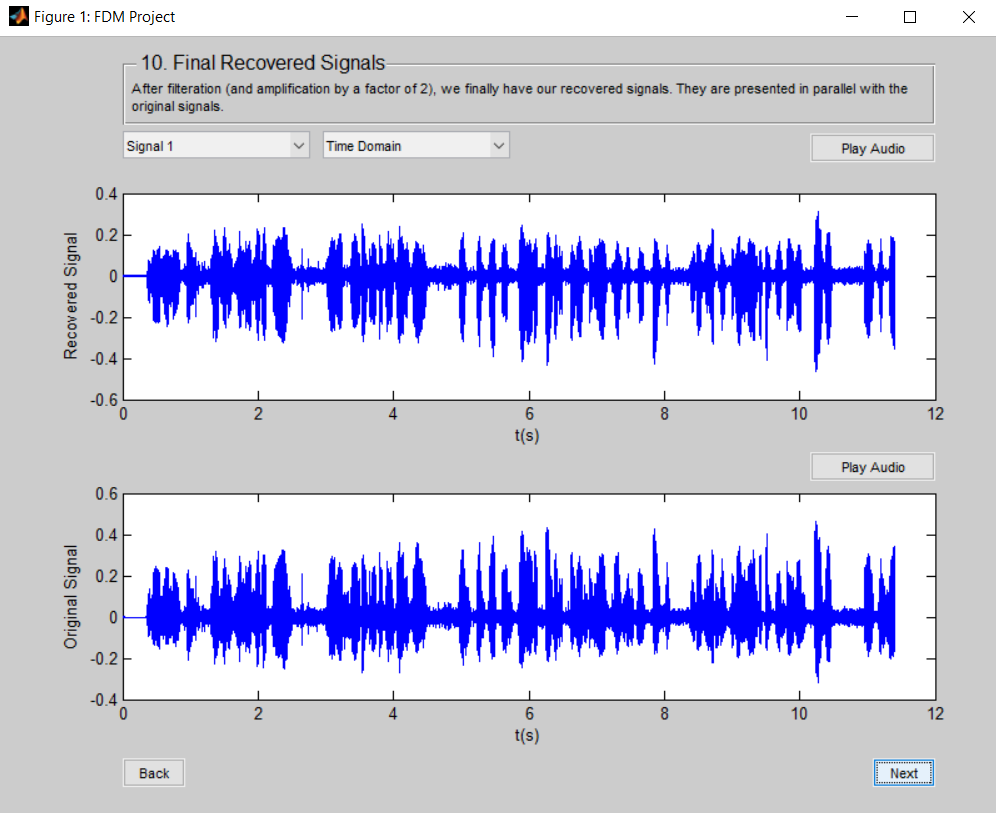 Figure 1: FDM Project
10. Final Recovered Signals
After filteration (and amplification by a factor of 2), we finally have our recovered signals. They are presented in parallel with the
original signals.
Signal 1
Time Domain
Play Audio
Recovered Signal
0.4
0.2
0
-0.2
-0.4
-0.6
0 2 4 6 8 10 12
t(s)
Play Audio
Original Signal
0.6
0.4
0.2
0
-0.2
-0.4
0 2 4 6 8 10 12
t(s)
Back
Next